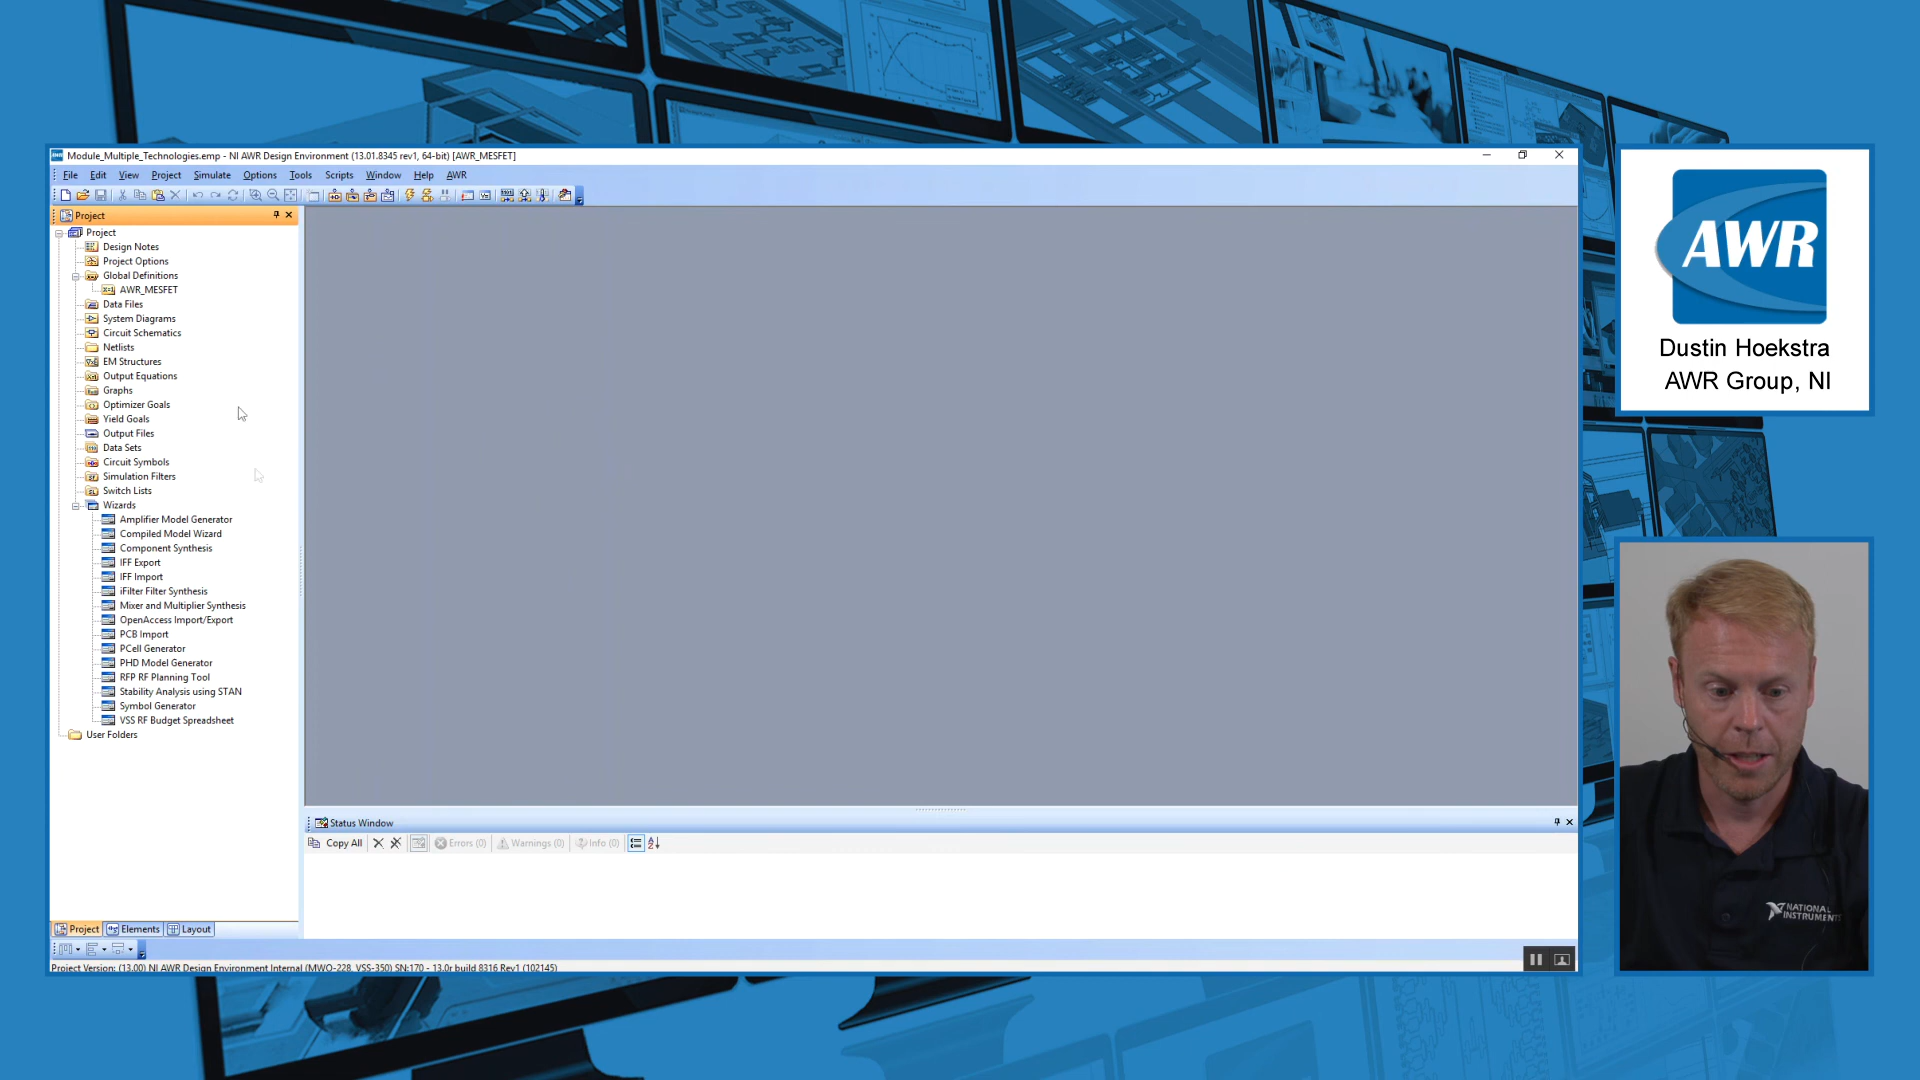 Module_Multiple_Technologies.emp - NI AWR Design Environment (13.01.8345 rev1, 64-bit) [AWR_MESFET]
File Edit View Project Simulate Options Tools Scripts Window Help AWR
Project
Project
Design Notes
Project Options
Global Definitions
AWR_MESFET
Data Files
System Diagrams
Circuit Schematics
Netlists
EM Structures
Output Equations
Graphs
Optimizer Goals
Yield Goals
Output Files
Data Sets
Circuit Symbols
Simulation Filters
Switch Lists
Wizards
Amplifier Model Generator
Compiled Model Wizard
Component Synthesis
IFF Export
IFF Import
iFilter Filter Synthesis
Mixer and Multiplier Synthesis
OpenAccess Import/Export
PCB Import
PCell Generator
PHD Model Generator
RFP RF Planning Tool
Stability Analysis using STAN
Symbol Generator
VSS RF Budget Spreadsheet
User Folders
Status Window
Copy All Errors (0) Warnings (0) Info (0)
Project Elements Layout
Project Version: (13.00) NI AWR Design Environment Internal (MWO-228, VSS-350) SN:170 - 13.0r build 8316 Rev1 (102145)
AWR
Dustin Hoekstra
AWR Group, NI
NATIONAL
INSTRUMENTS